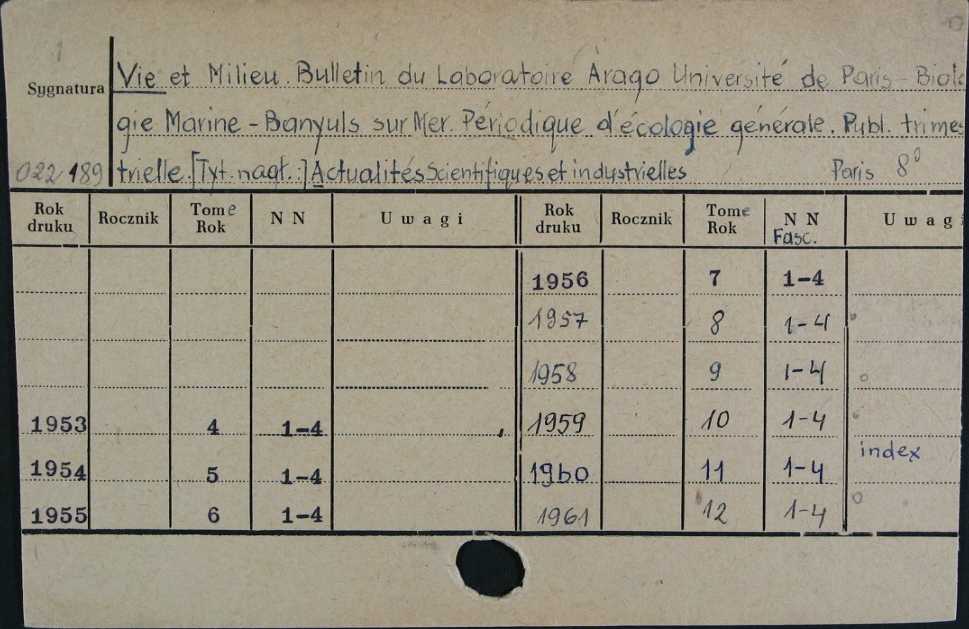 1
Sygnatura
022189
Vie et Milieu. Bulletin du Laboratoire Arago Université de Paris - Biolo
gie Marine - Banyuls sur Mer. Périodique d'écologie générale. Publ. trimes
trielle. [Tyt. nagł.:] Actualités scientifiques et industrielles Paris 8°
Rok druku Rocznik Tome Rok N N Uwagi Rok druku Rocznik Tome Rok N N Fasc. Uwagi
1956 7 1-4
1957 8 1-4
1958 9 1-4
1953 4 1-4 1959 10 1-4
index
1954 5 1-4 1960 11 1-4
1955 6 1-4 1961 12 1-4